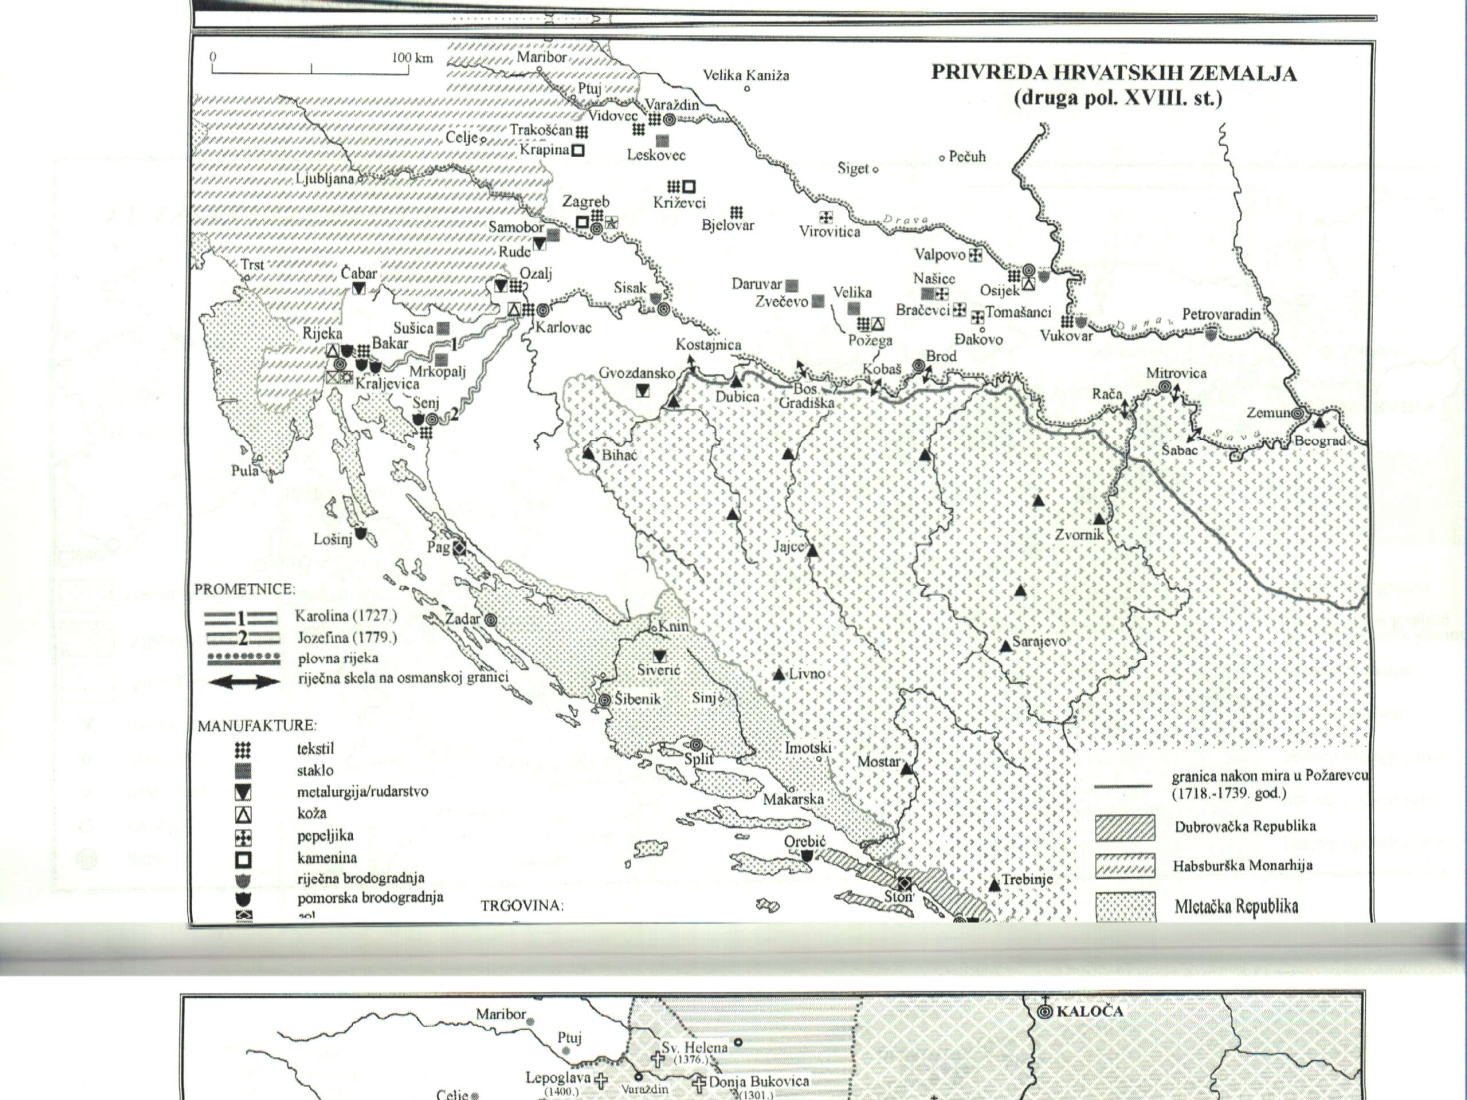 0 100 km
PRIVREDA HRVATSKIH ZEMALJA
(druga pol. XVIII. st.)
Maribor
Velika Kaniža
Ptuj
Vidovec
Varaždin
Trakošćan
Celje
Krapina
Leskovec
Siget
Pečuh
Ljubljana
Križevci
Zagreb
Bjelovar
Virovitica
Drava
Samobor
Rude
Valpovo
Trst
Čabar
Ozalj
Sisak
Daruvar
Zvečevo
Velika
Našice
Osijek
Bračevci
Tomašanci
Karlovac
Požega
Đakovo
Vukovar
Dunav
Petrovaradin
Rijeka
Bakar
Sušica
1
Mrkopalj
Kraljevica
Kostajnica
Gvozdansko
Dubica
Bos
Gradiška
Kobaš
Brod
Rača
Mitrovica
Senj
2
Zemun
Beograd
Sava
Šabac
Pula
Bihać
Lošinj
Pag
Jajce
Zvornik
PROMETNICE:
1 Karolina (1727.)
2 Jozefina (1779.)
plovna rijeka
riječna skela na osmanskoj granici
Zadar
Knin
Siverić
Sarajevo
Livno
Šibenik
Sinj
MANUFAKTURE:
tekstil
staklo
metalurgija/rudarstvo
koža
pepeljika
kamenina
riječna brodogradnja
pomorska brodogradnja
sol
Split
Imotski
Mostar
Makarska
Orebić
Ston
Trebinje
TRGOVINA:
granica nakon mira u Požarevcu
(1718.-1739. god.)
Dubrovačka Republika
Habsburška Monarhija
Mletačka Republika
Maribor
KALOČA
Ptuj
Sv. Helena
(1376.)
Lepoglava
(1400.)
Varaždin
Donja Bukovica
(1301.)
Celje